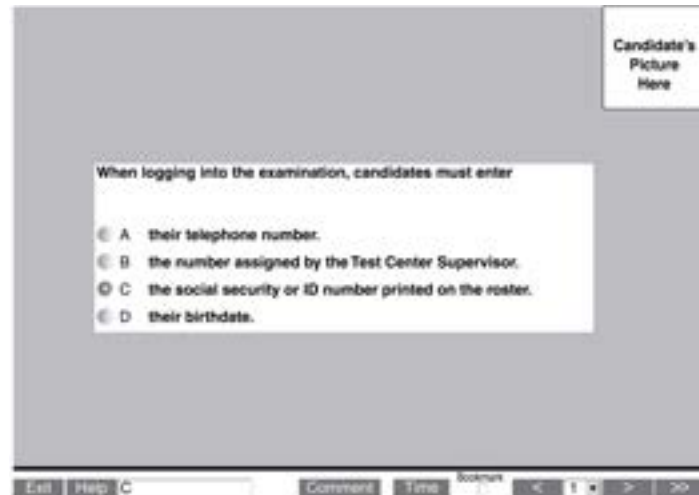 Candidate's
Picture
Here
When logging into the examination, candidates must enter
A their telephone number.
B the number assigned by the Test Center Supervisor.
C the social security or ID number printed on the roster.
D their birthdate.
Bookmark
Exit Help C Comment Time < 1 > >>